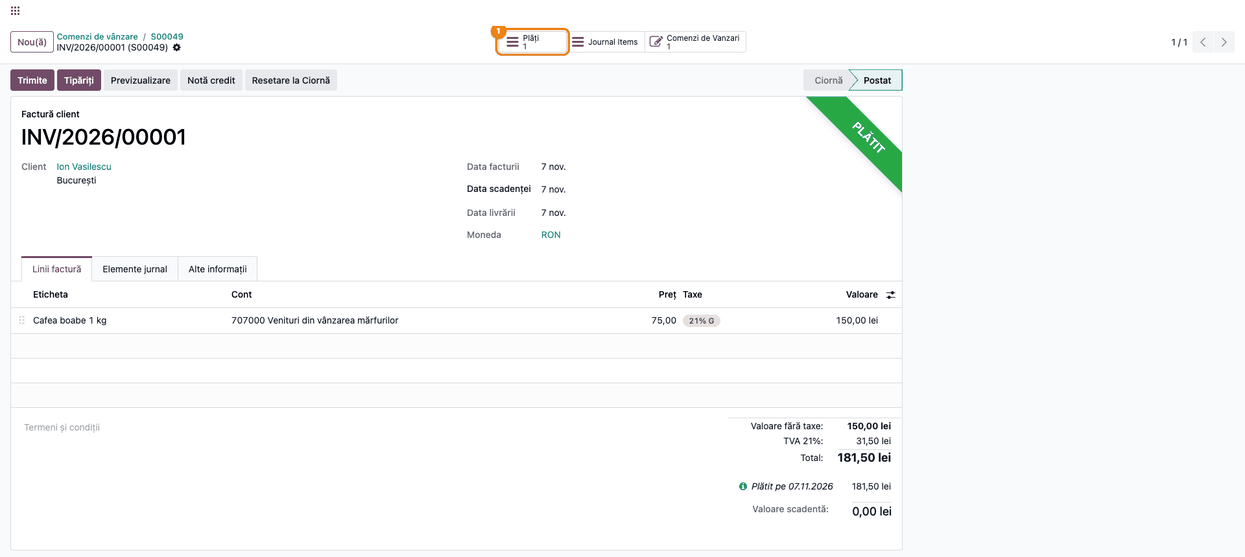 Nou(ă)
Comenzi de vânzare / S00049
INV/2026/00001 (S00049)
1
Plăți
1
Journal Items
Comenzi de Vanzari
1
1 / 1
Trimite
Tipăriți
Previzualizare
Notă credit
Resetare la Ciornă
Ciornă
Postat
PLĂTIT
Factură client
INV/2026/00001
Client Ion Vasilescu
București
Data facturii 7 nov.
Data scadenței 7 nov.
Data livrării 7 nov.
Moneda RON
Linii factură Elemente jurnal Alte informații
Eticheta Cont Preț Taxe Valoare
Cafea boabe 1 kg 707000 Venituri din vânzarea mărfurilor 75,00 21% G 150,00 lei
Termeni și condiții
Valoare fără taxe: 150,00 lei
TVA 21%: 31,50 lei
Total: 181,50 lei
Plătit pe 07.11.2026 181,50 lei
Valoare scadentă: 0,00 lei